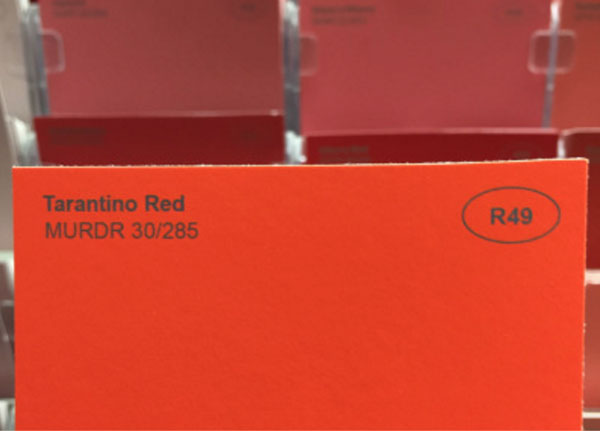 Tarantino Red
MURDR 30/285
R49